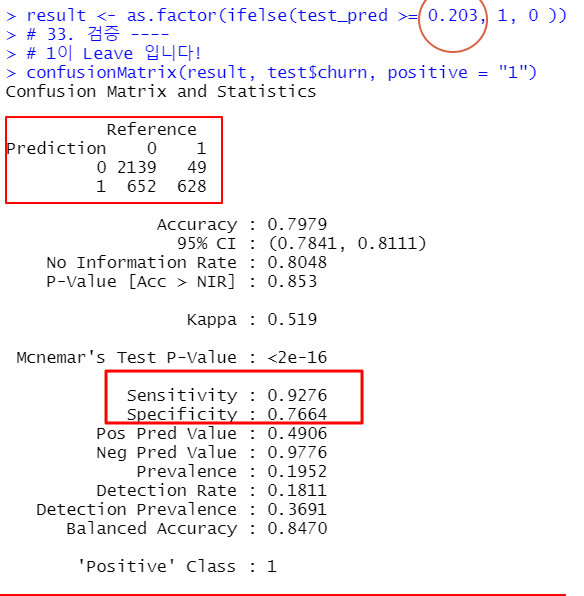 > result <- as.factor(ifelse(test_pred >= 0.203, 1, 0 ))
> # 33. 검증 ----
> # 1이 Leave 입니다!
> confusionMatrix(result, test$churn, positive = "1")
Confusion Matrix and Statistics
Reference
Prediction 0 1
0 2139 49
1 652 628
Accuracy : 0.7979
95% CI : (0.7841, 0.8111)
No Information Rate : 0.8048
P-Value [Acc > NIR] : 0.853
Kappa : 0.519
Mcnemar's Test P-Value : <2e-16
Sensitivity : 0.9276
Specificity : 0.7664
Pos Pred Value : 0.4906
Neg Pred Value : 0.9776
Prevalence : 0.1952
Detection Rate : 0.1811
Detection Prevalence : 0.3691
Balanced Accuracy : 0.8470
'Positive' Class : 1